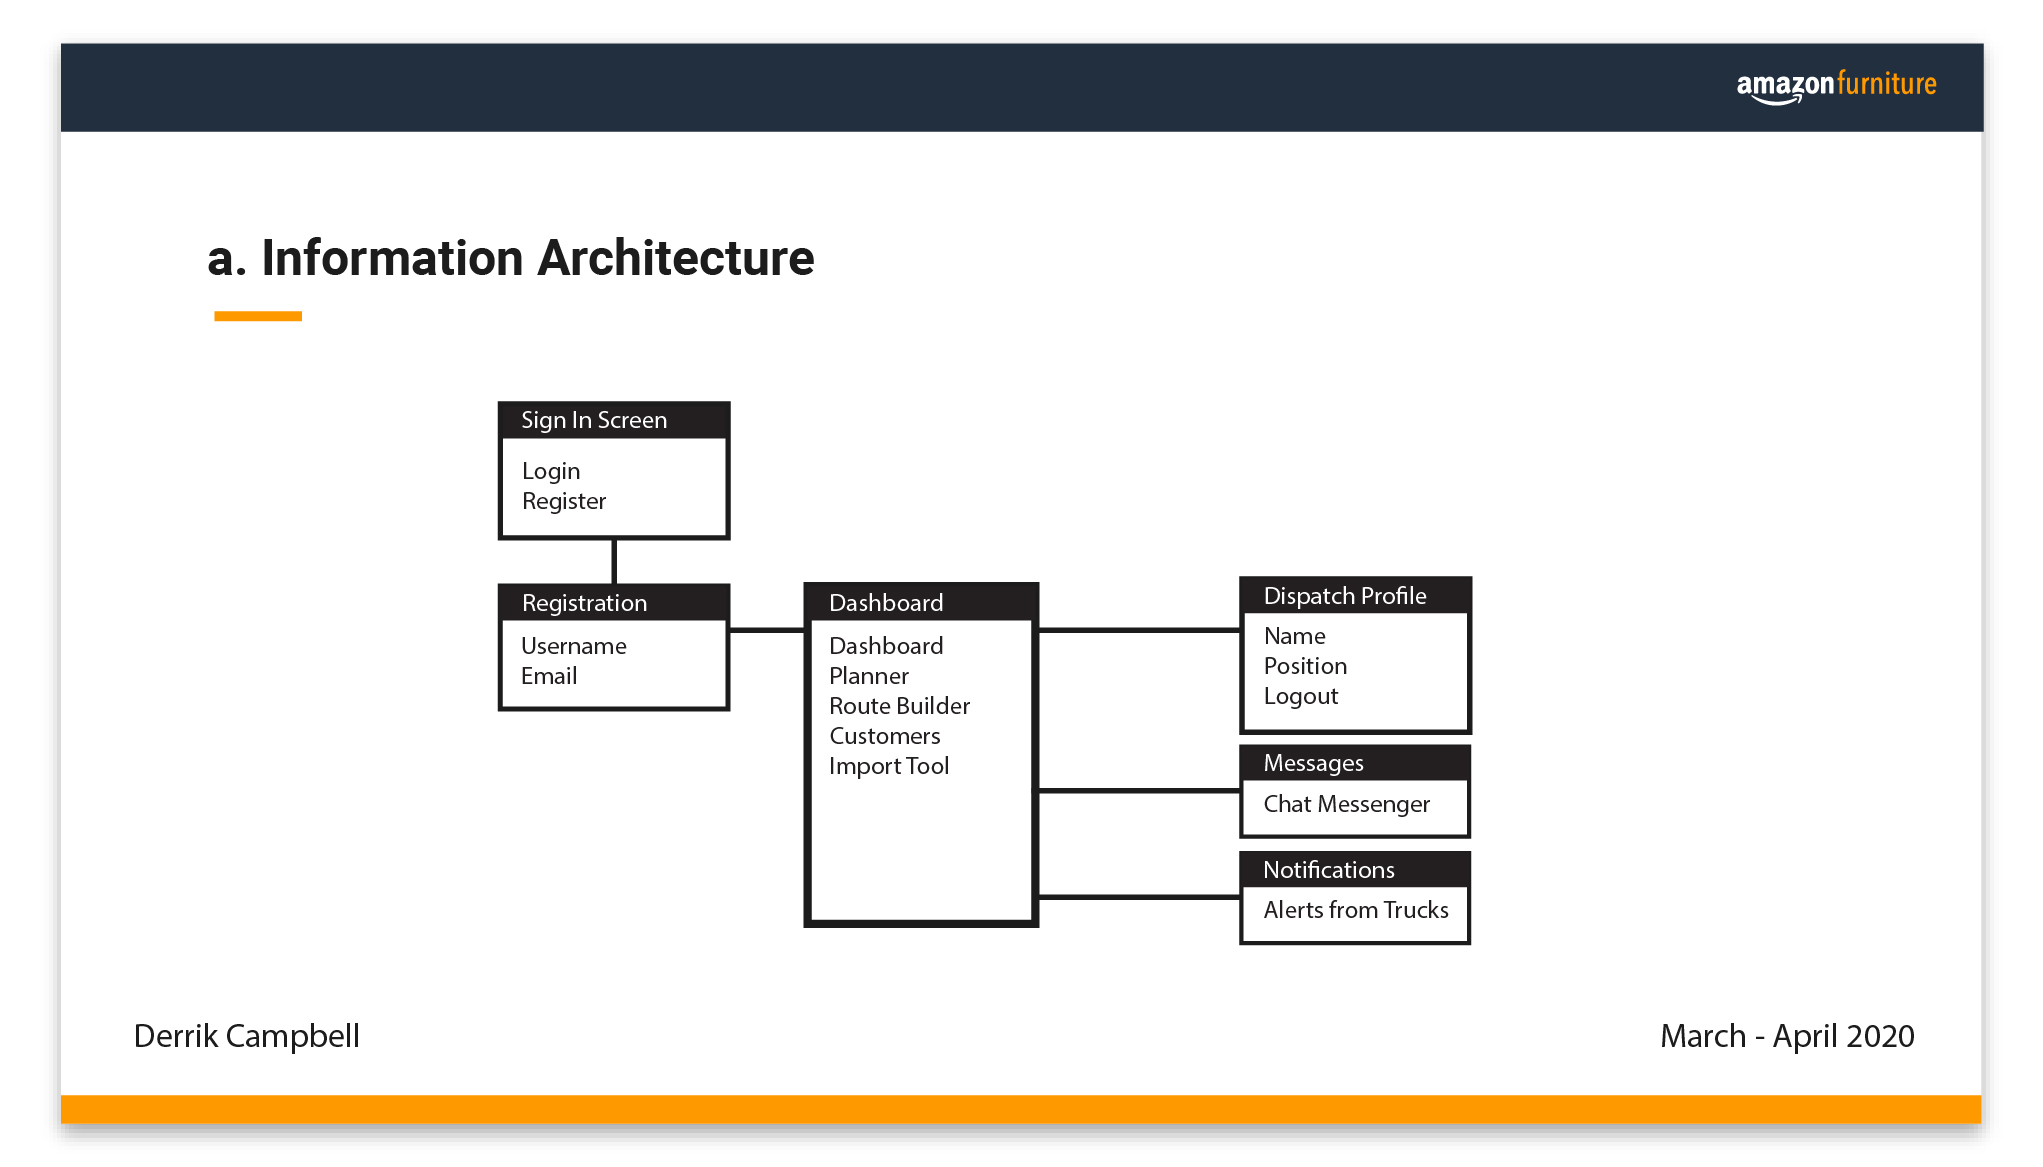 amazonfurniture
a. Information Architecture
Sign In Screen
Login
Register
Registration
Username
Email
Dashboard
Dashboard
Planner
Route Builder
Customers
Import Tool
Dispatch Profile
Name
Position
Logout
Messages
Chat Messenger
Notifications
Alerts from Trucks
Derrik Campbell
March - April 2020